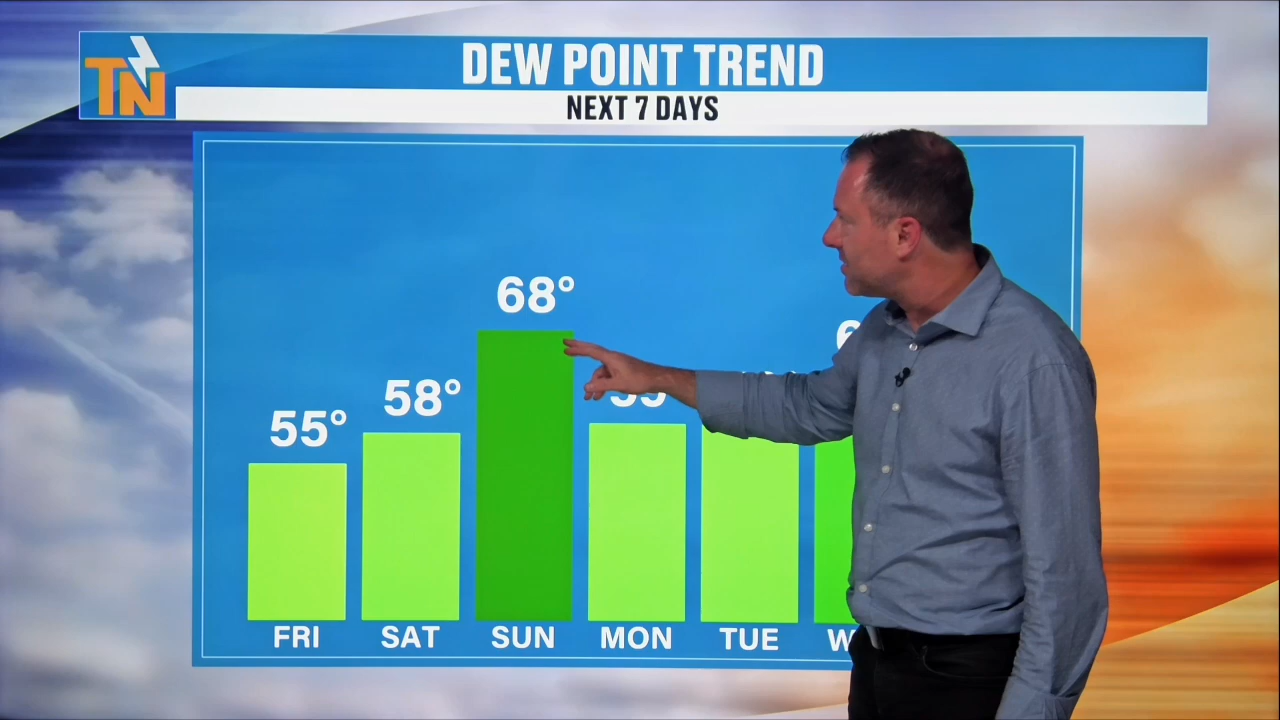 TN
DEW POINT TREND
NEXT 7 DAYS
68°
58°
55°
FRI
SAT
SUN
MON
TUE